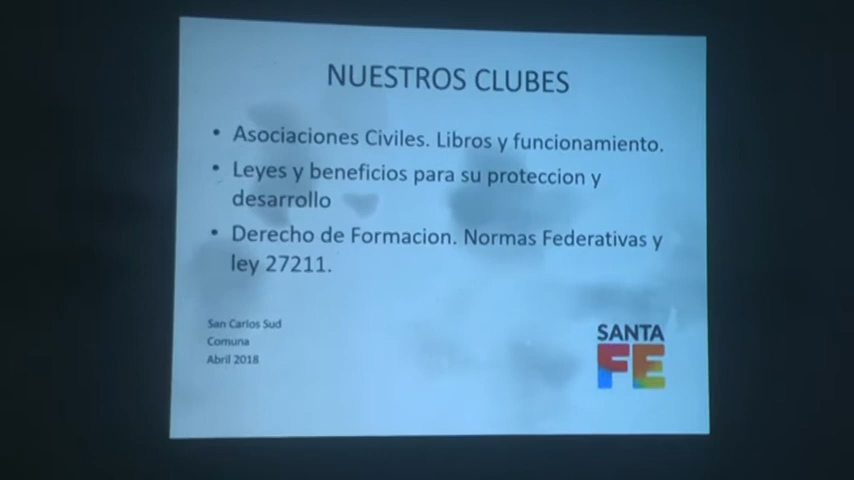 NUESTROS CLUBES
• Asociaciones Civiles. Libros y funcionamiento.
• Leyes y beneficios para su proteccion y
desarrollo
• Derecho de Formacion. Normas Federativas y
ley 27211.
San Carlos Sud
Comuna
Abril 2018
SANTA
FE